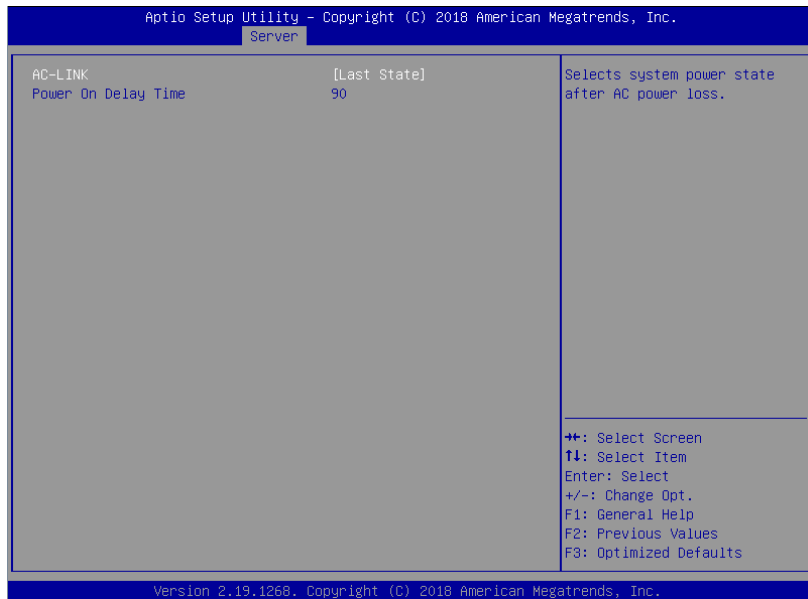 Aptio Setup Utility – Copyright (C) 2018 American Megatrends, Inc.
Server
AC-LINK [Last State]
Power On Delay Time 90
Selects system power state
after AC power loss.
→←: Select Screen
↑↓: Select Item
Enter: Select
+/-: Change Opt.
F1: General Help
F2: Previous Values
F3: Optimized Defaults
Version 2.19.1268. Copyright (C) 2018 American Megatrends, Inc.